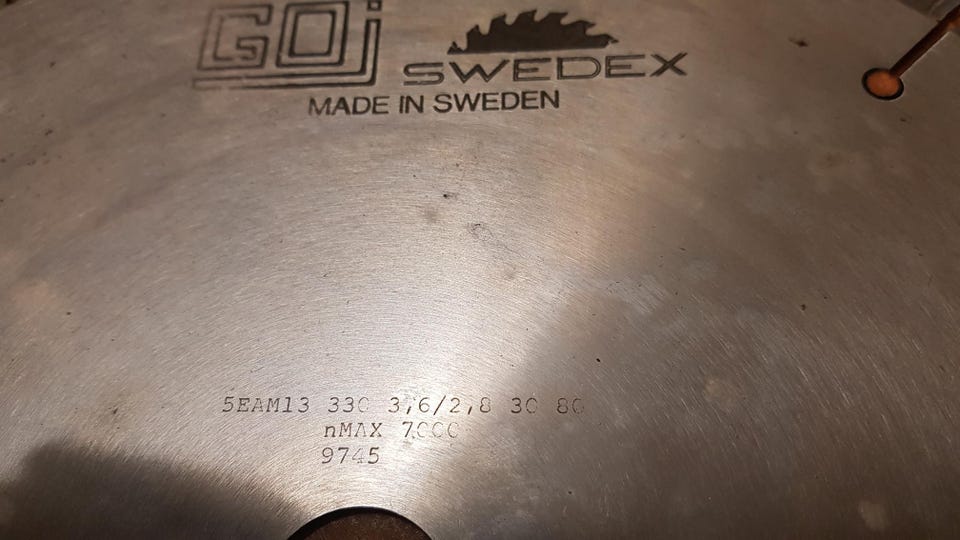 GOj
SWEDEX
MADE IN SWEDEN
5EAM13 330 3,6/2,8 30 80
nMAX 7000
9745